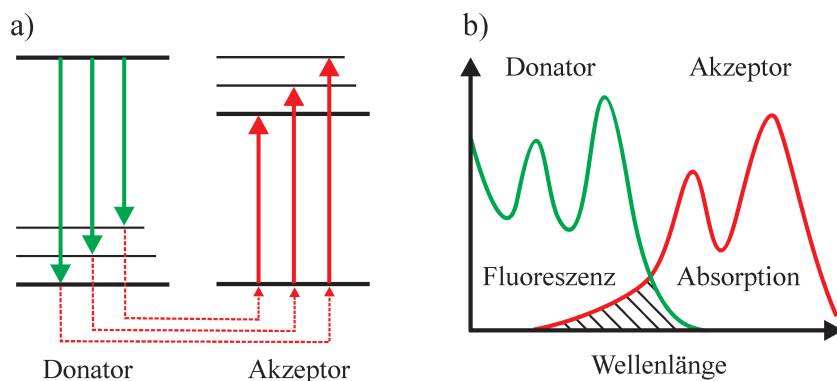 a)
Donator
Akzeptor
b)
Donator
Akzeptor
Fluoreszenz
Absorption
Wellenlänge